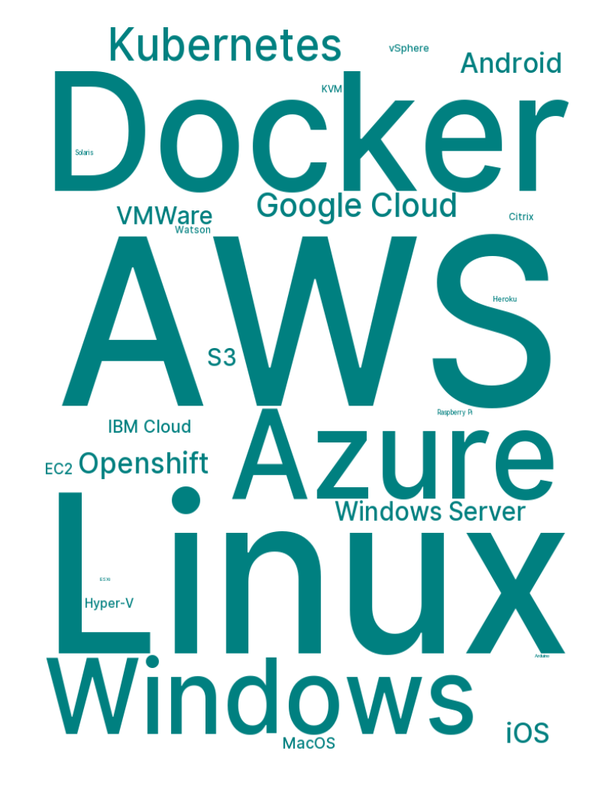 Kubernetes
vSphere
Android
KVM
Docker
Solaris
Google Cloud
VMWare
Citrix
Watson
AWS
Heroku
S3
Raspberry Pi
IBM Cloud
Azure
EC2 Openshift
Windows Server
Linux
Hyper-V
Windows
iOS
MacOS